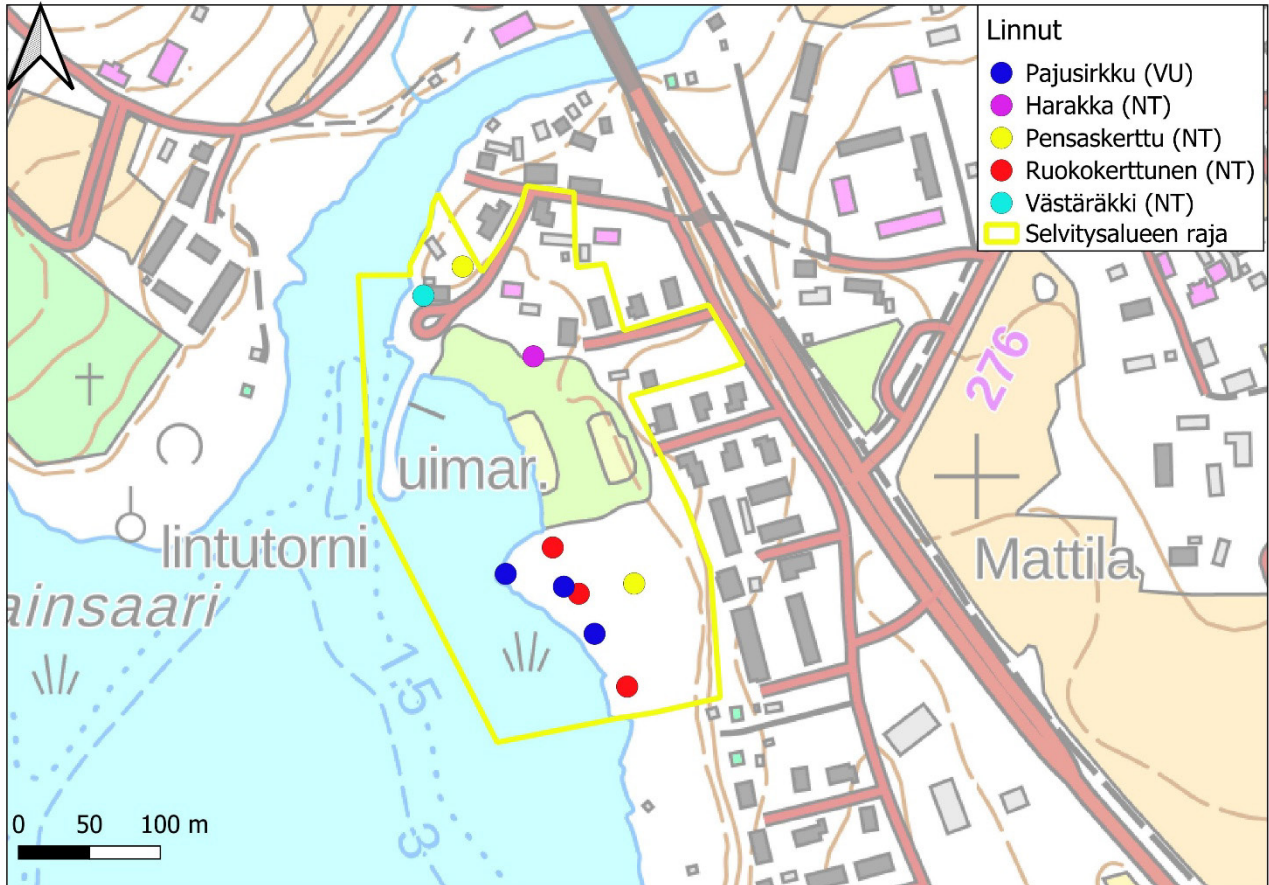 Linnut
Pajusirkku (VU)
Harakka (NT)
Pensaskerttu (NT)
Ruokokerttunen (NT)
Västäräkki (NT)
Selvitysalueen raja
276
uimar.
lintutorni
Mattila
ainsaari
1.5
3
0 50 100 m